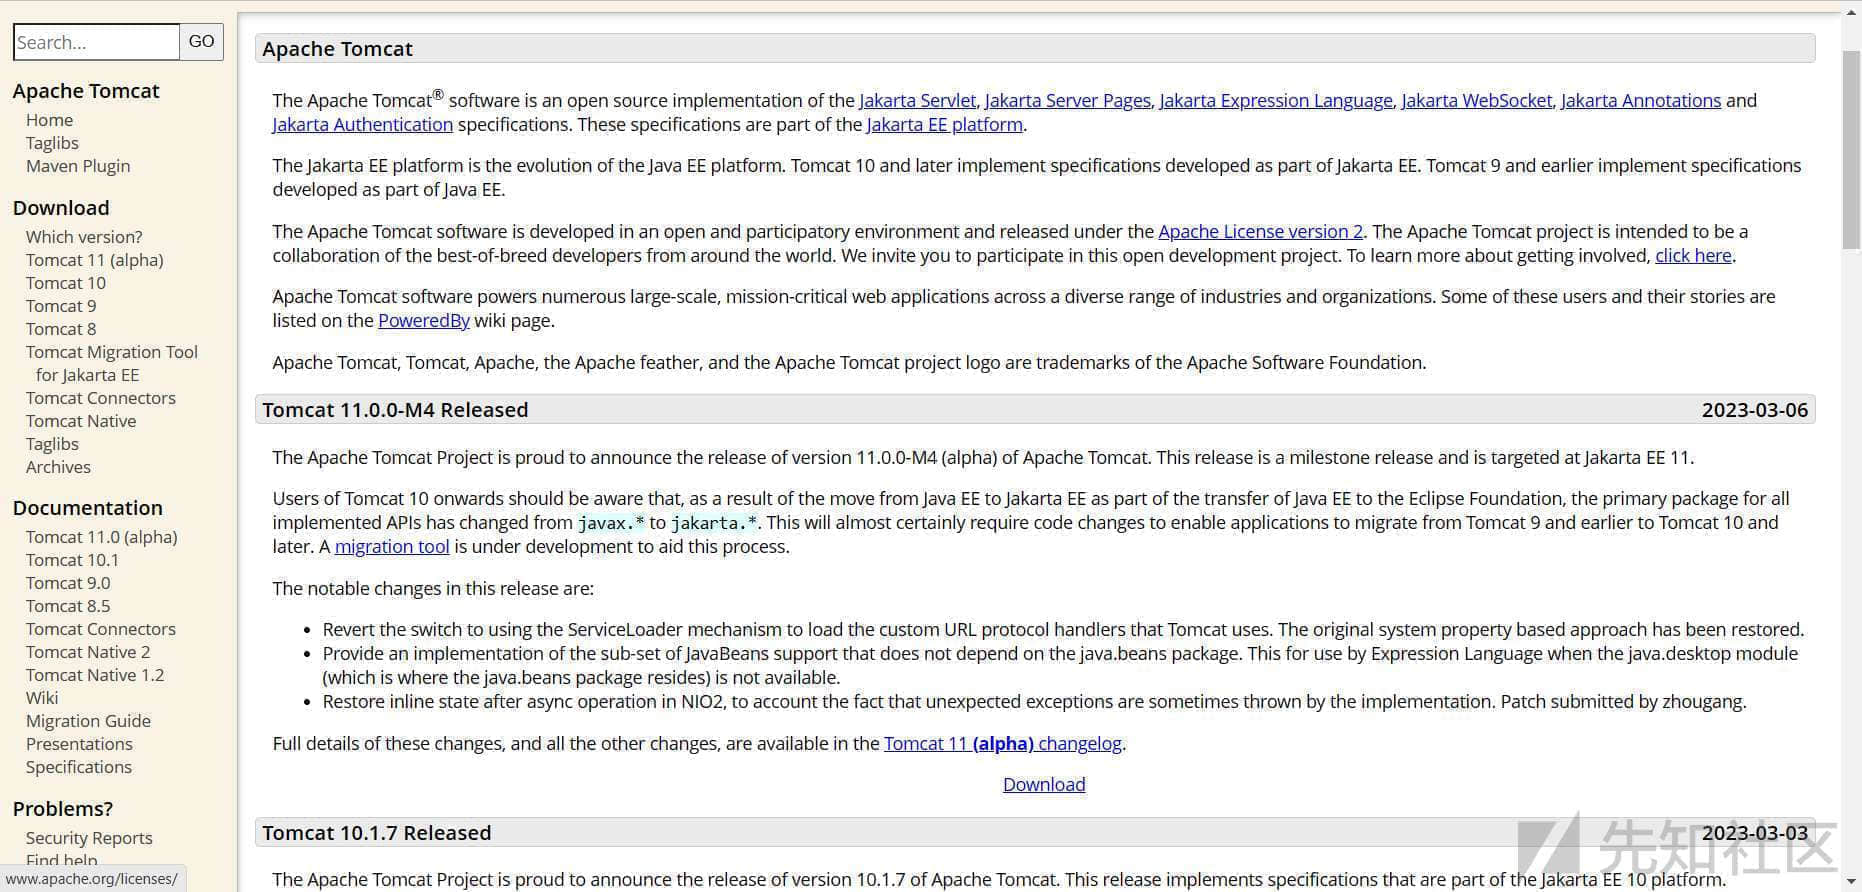 Search...
GO
Apache Tomcat
Home
Taglibs
Maven Plugin
Download
Which version?
Tomcat 11 (alpha)
Tomcat 10
Tomcat 9
Tomcat 8
Tomcat Migration Tool
for Jakarta EE
Tomcat Connectors
Tomcat Native
Taglibs
Archives
Documentation
Tomcat 11.0 (alpha)
Tomcat 10.1
Tomcat 9.0
Tomcat 8.5
Tomcat Connectors
Tomcat Native 2
Tomcat Native 1.2
Wiki
Migration Guide
Presentations
Specifications
Problems?
Security Reports
Find help
www.apache.org/licenses/
Apache Tomcat
The Apache Tomcat® software is an open source implementation of the Jakarta Servlet, Jakarta Server Pages, Jakarta Expression Language, Jakarta WebSocket, Jakarta Annotations and
Jakarta Authentication specifications. These specifications are part of the Jakarta EE platform.
The Jakarta EE platform is the evolution of the Java EE platform. Tomcat 10 and later implement specifications developed as part of Jakarta EE. Tomcat 9 and earlier implement specifications
developed as part of Java EE.
The Apache Tomcat software is developed in an open and participatory environment and released under the Apache License version 2. The Apache Tomcat project is intended to be a
collaboration of the best-of-breed developers from around the world. We invite you to participate in this open development project. To learn more about getting involved, click here.
Apache Tomcat software powers numerous large-scale, mission-critical web applications across a diverse range of industries and organizations. Some of these users and their stories are
listed on the PoweredBy wiki page.
Apache Tomcat, Tomcat, Apache, the Apache feather, and the Apache Tomcat project logo are trademarks of the Apache Software Foundation.
Tomcat 11.0.0-M4 Released 2023-03-06
The Apache Tomcat Project is proud to announce the release of version 11.0.0-M4 (alpha) of Apache Tomcat. This release is a milestone release and is targeted at Jakarta EE 11.
Users of Tomcat 10 onwards should be aware that, as a result of the move from Java EE to Jakarta EE as part of the transfer of Java EE to the Eclipse Foundation, the primary package for all
implemented APIs has changed from javax.* to jakarta.*. This will almost certainly require code changes to enable applications to migrate from Tomcat 9 and earlier to Tomcat 10 and
later. A migration tool is under development to aid this process.
The notable changes in this release are:
• Revert the switch to using the ServiceLoader mechanism to load the custom URL protocol handlers that Tomcat uses. The original system property based approach has been restored.
• Provide an implementation of the sub-set of JavaBeans support that does not depend on the java.beans package. This for use by Expression Language when the java.desktop module
(which is where the java.beans package resides) is not available.
• Restore inline state after async operation in NIO2, to account the fact that unexpected exceptions are sometimes thrown by the implementation. Patch submitted by zhougang.
Full details of these changes, and all the other changes, are available in the Tomcat 11 (alpha) changelog.
Download
Tomcat 10.1.7 Released 2023-03-03
The Apache Tomcat Project is proud to announce the release of version 10.1.7 of Apache Tomcat. This release implements specifications that are part of the Jakarta EE 10 platform.
先知社区